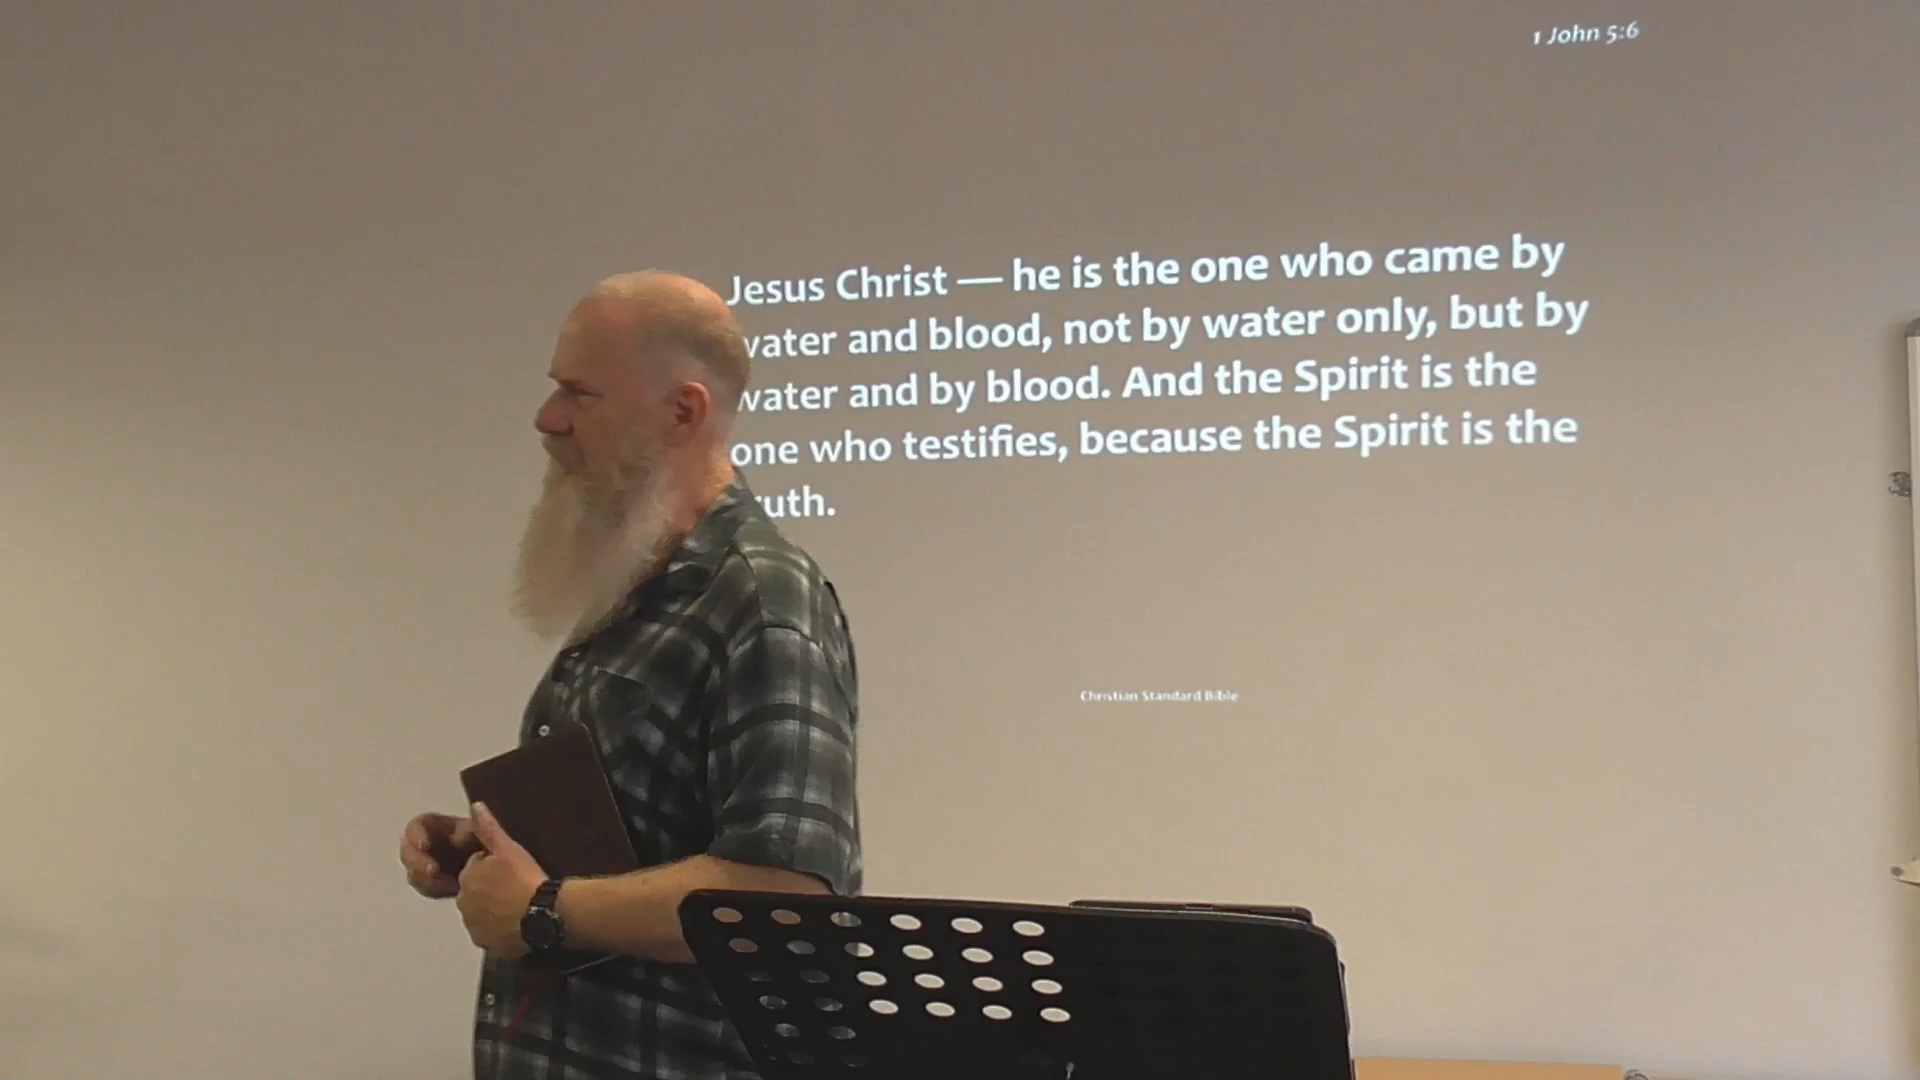 1 John 5:6
Jesus Christ — he is the one who came by
water and blood, not by water only, but by
water and by blood. And the Spirit is the
one who testifies, because the Spirit is the
truth.
Christian Standard Bible